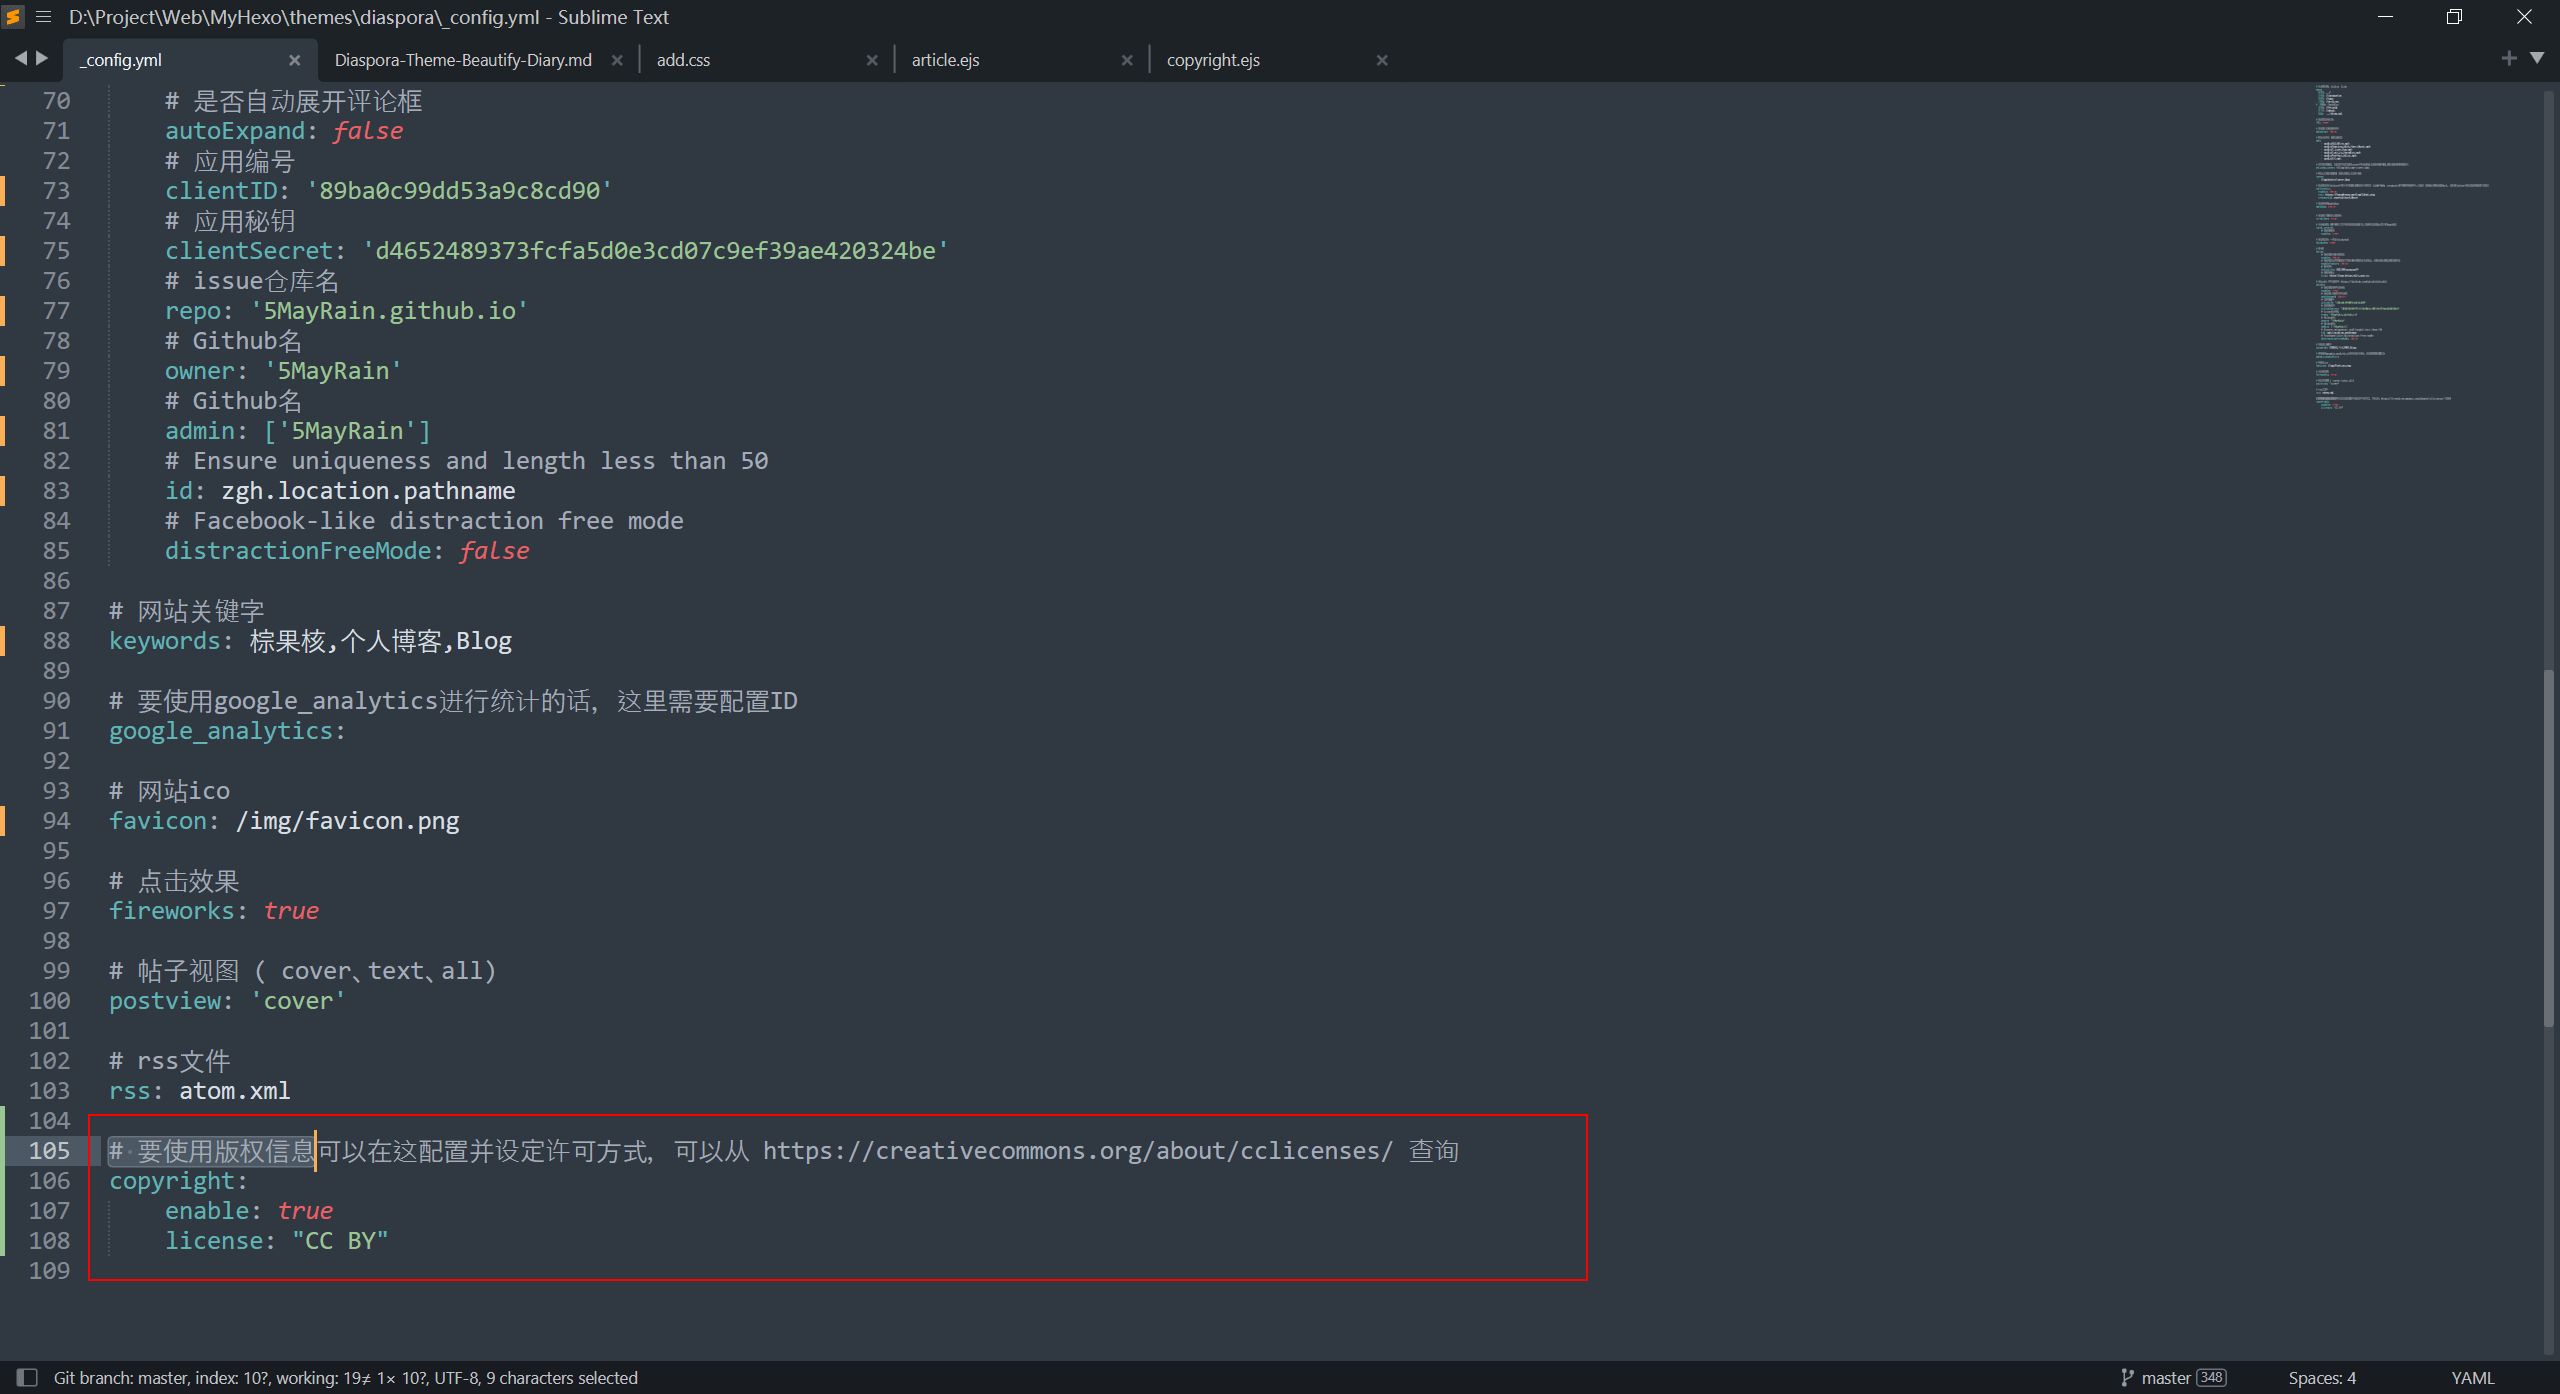 D:\Project\Web\MyHexo\themes\diaspora\_config.yml - Sublime Text
_config.yml Diaspora-Theme-Beautify-Diary.md add.css article.ejs copyright.ejs
70 # 是否自动展开评论框
71 autoExpand: false
72 # 应用编号
73 clientID: '89ba0c99dd53a9c8cd90'
74 # 应用秘钥
75 clientSecret: 'd4652489373fcfa5d0e3cd07c9ef39ae420324be'
76 # issue仓库名
77 repo: '5MayRain.github.io'
78 # Github名
79 owner: '5MayRain'
80 # Github名
81 admin: ['5MayRain']
82 # Ensure uniqueness and length less than 50
83 id: zgh.location.pathname
84 # Facebook-like distraction free mode
85 distractionFreeMode: false
86
87 # 网站关键字
88 keywords: 棕果核,个人博客,Blog
89
90 # 要使用google_analytics进行统计的话, 这里需要配置ID
91 google_analytics:
92
93 # 网站ico
94 favicon: /img/favicon.png
95
96 # 点击效果
97 fireworks: true
98
99 # 帖子视图 ( cover、text、all)
100 postview: 'cover'
101
102 # rss文件
103 rss: atom.xml
104
105 # 要使用版权信息可以在这配置并设定许可方式, 可以从 https://creativecommons.org/about/cclicenses/ 查询
106 copyright:
107 enable: true
108 license: "CC BY"
109
Git branch: master, index: 10?, working: 19≠ 1× 10?, UTF-8, 9 characters selected master 348 Spaces: 4 YAML